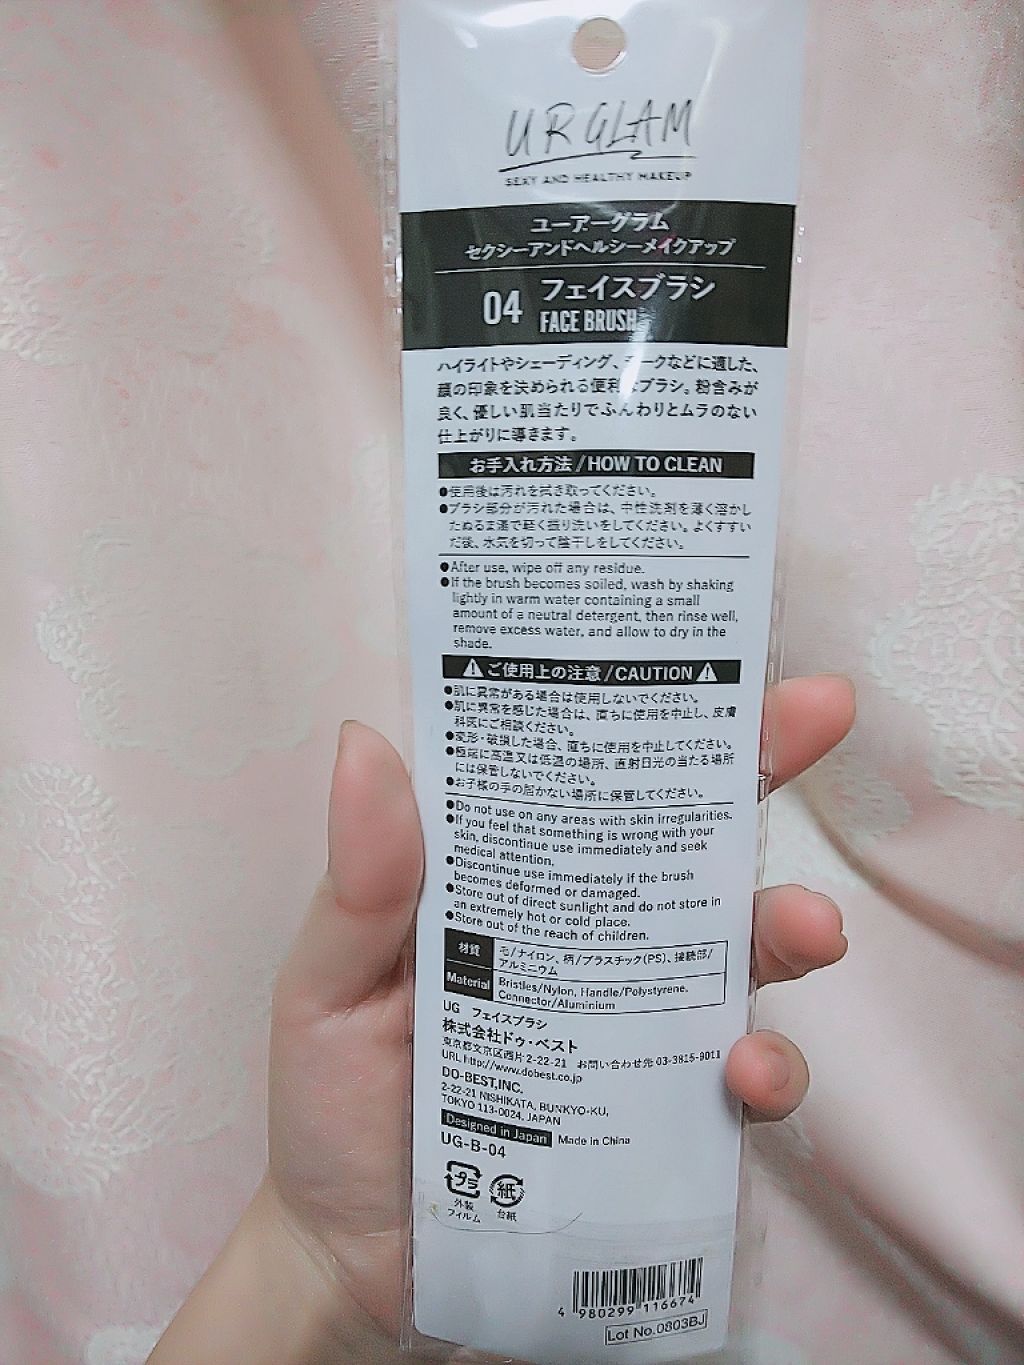 UR GLAM
SEXY AND HEALTHY MAKEUP
ユーアーグラム
セクシーアンドヘルシーメイクアップ
04 フェイスブラシ
FACE BRUSH
ハイライトやシェーディング、チークなどに適した、
顔の印象を決められる便利なブラシ。粉含みが
良く、優しい肌当たりでふんわりとムラのない
仕上がりに導きます。
お手入れ方法/HOW TO CLEAN
●使用後は汚れを拭き取ってください。
●ブラシ部分が汚れた場合は、中性洗剤を薄く溶かし
たぬるま湯で軽く振り洗いをしてください。よくすすい
だ後、水気を切って陰干しをしてください。
●After use, wipe off any residue.
●If the brush becomes soiled, wash by shaking
lightly in warm water containing a small
amount of a neutral detergent, then rinse well,
remove excess water, and allow to dry in the
shade.
ご使用上の注意/CAUTION
●肌に異常がある場合は使用しないでください。
●肌に異常を感じた場合は、直ちに使用を中止し、皮膚
科医にご相談ください。
●変形・破損した場合、直ちに使用を中止してください。
●極端に高温又は低温の場所、直射日光の当たる場所
には保管しないでください。
●お子様の手の届かない場所に保管してください。
●Do not use on any areas with skin irregularities.
●If you feel that something is wrong with your
skin, discontinue use immediately and seek
medical attention.
●Discontinue use immediately if the brush
becomes deformed or damaged.
●Store out of direct sunlight and do not store in
an extremely hot or cold place.
●Store out of the reach of children.
材質 毛/ナイロン、柄/プラスチック(PS)、接続部/
アルミニウム
Material Bristles/Nylon, Handle/Polystyrene,
Connector/Aluminium
UG フェイスブラシ
株式会社ドゥ・ベスト
東京都文京区西片2-22-21 お問い合わせ先 03-3815-9011
URL http://www.dobest.co.jp
DO-BEST,INC.
2-22-21 NISHIKATA, BUNKYO-KU,
TOKYO 113-0024, JAPAN
Designed in Japan Made in China
UG-B-04
プラ 紙
外装 台紙
フィルム
4 980299 116674
Lot No.0803BJ